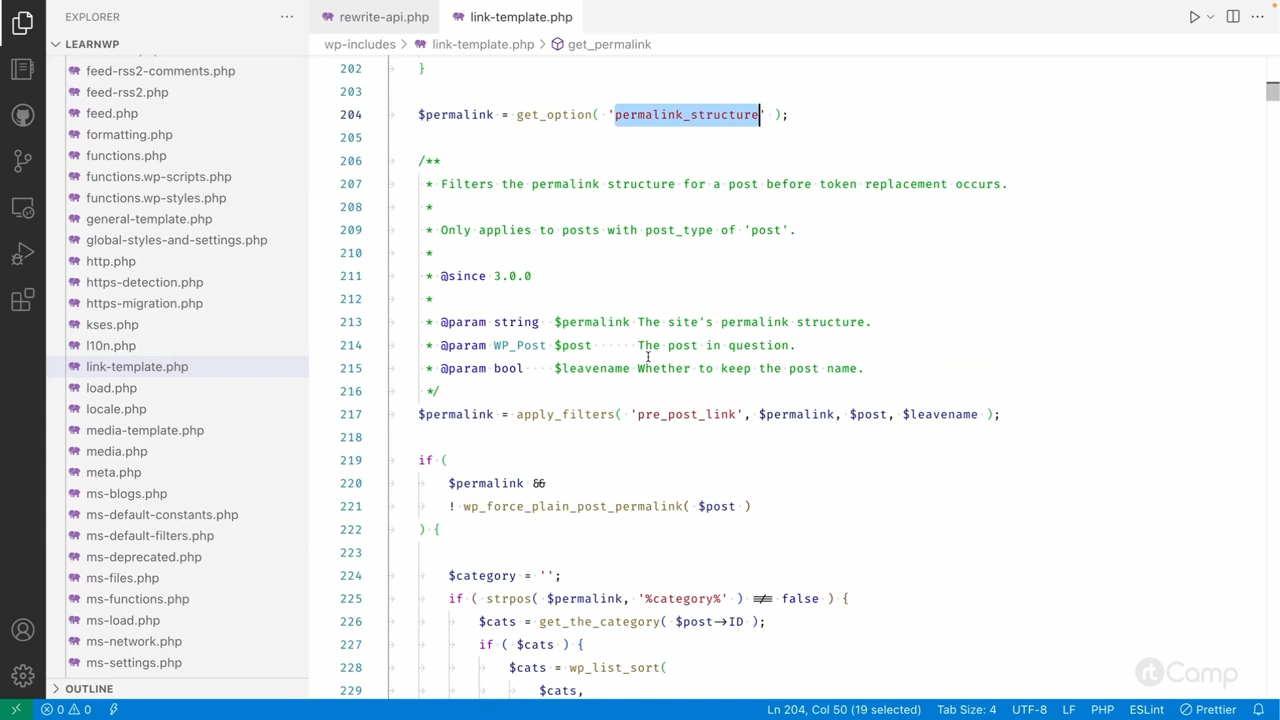 EXPLORER
rewrite-api.php
link-template.php
LEARNWP
wp-includes > link-template.php > get_permalink
feed-rss2-comments.php
feed-rss2.php
feed.php
formatting.php
functions.php
functions.wp-scripts.php
functions.wp-styles.php
general-template.php
global-styles-and-settings.php
http.php
https-detection.php
https-migration.php
kses.php
l10n.php
link-template.php
load.php
locale.php
media-template.php
media.php
meta.php
ms-blogs.php
ms-default-constants.php
ms-default-filters.php
ms-deprecated.php
ms-files.php
ms-functions.php
ms-load.php
ms-network.php
ms-settings.php
OUTLINE
202 }
203
204 $permalink = get_option( 'permalink_structure' );
205
206 /**
207 * Filters the permalink structure for a post before token replacement occurs.
208 *
209 * Only applies to posts with post_type of 'post'.
210 *
211 * @since 3.0.0
212 *
213 * @param string $permalink The site's permalink structure.
214 * @param WP_Post $post The post in question.
215 * @param bool $leavename Whether to keep the post name.
216 */
217 $permalink = apply_filters( 'pre_post_link', $permalink, $post, $leavename );
218
219 if (
220 $permalink &&
221 ! wp_force_plain_post_permalink( $post )
222 ) {
223
224 $category = '';
225 if ( strpos( $permalink, '%category%' ) !== false ) {
226 $cats = get_the_category( $post->ID );
227 if ( $cats ) {
228 $cats = wp_list_sort(
229 $cats,
rtCamp
0 0 Ln 204, Col 50 (19 selected) Tab Size: 4 UTF-8 LF PHP ESLint Prettier